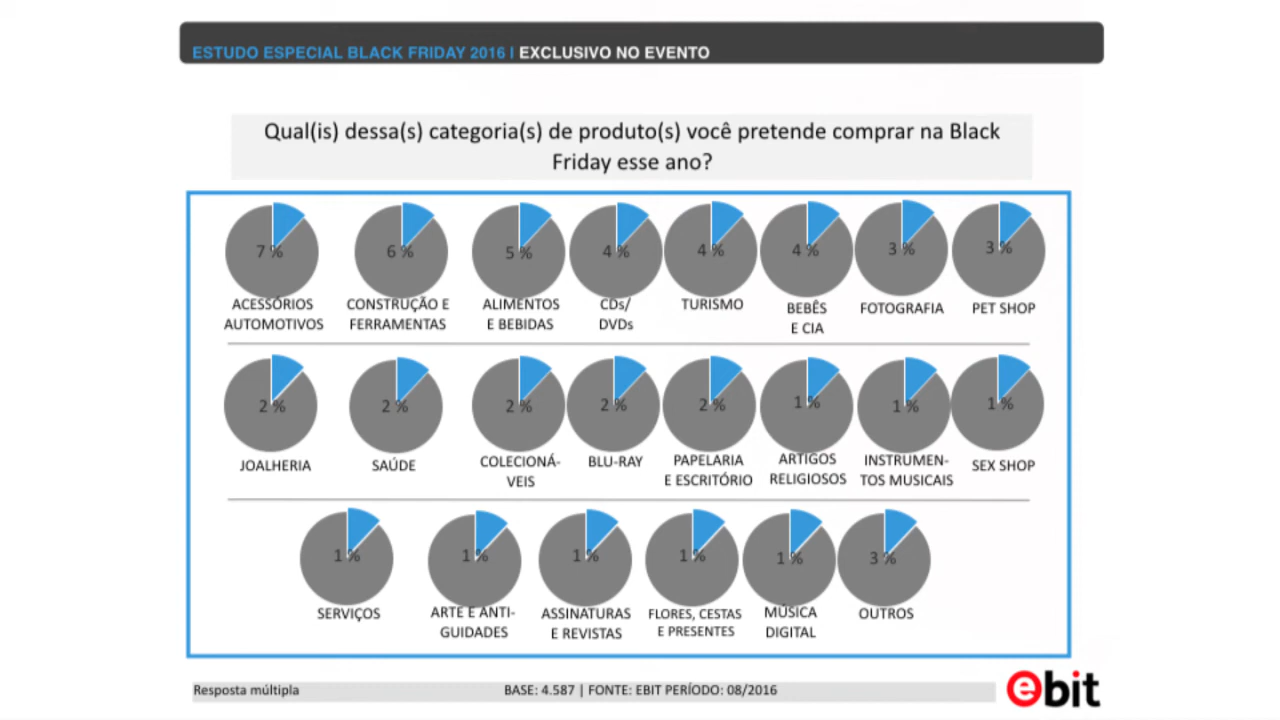 ESTUDO ESPECIAL BLACK FRIDAY 2016 | EXCLUSIVO NO EVENTO
Qual(is) dessa(s) categoria(s) de produto(s) você pretende comprar na Black
Friday esse ano?
7 %
6 %
5 %
4 %
4 %
4 %
3 %
3 %
ACESSÓRIOS
AUTOMOTIVOS
CONSTRUÇÃO E
FERRAMENTAS
ALIMENTOS
E BEBIDAS
CDs/
DVDs
TURISMO
BEBÊS
E CIA
FOTOGRAFIA
PET SHOP
2 %
2 %
2 %
2 %
2 %
1 %
1 %
1 %
JOALHERIA
SAÚDE
COLECIONÁ-
VEIS
BLU-RAY
PAPELARIA
E ESCRITÓRIO
ARTIGOS
RELIGIOSOS
INSTRUMEN-
TOS MUSICAIS
SEX SHOP
1 %
1 %
1 %
1 %
1 %
3 %
SERVIÇOS
ARTE E ANTI-
GUIDADES
ASSINATURAS
E REVISTAS
FLORES, CESTAS
E PRESENTES
MÚSICA
DIGITAL
OUTROS
Resposta múltipla
BASE: 4.587 | FONTE: EBIT PERÍODO: 08/2016
ebit